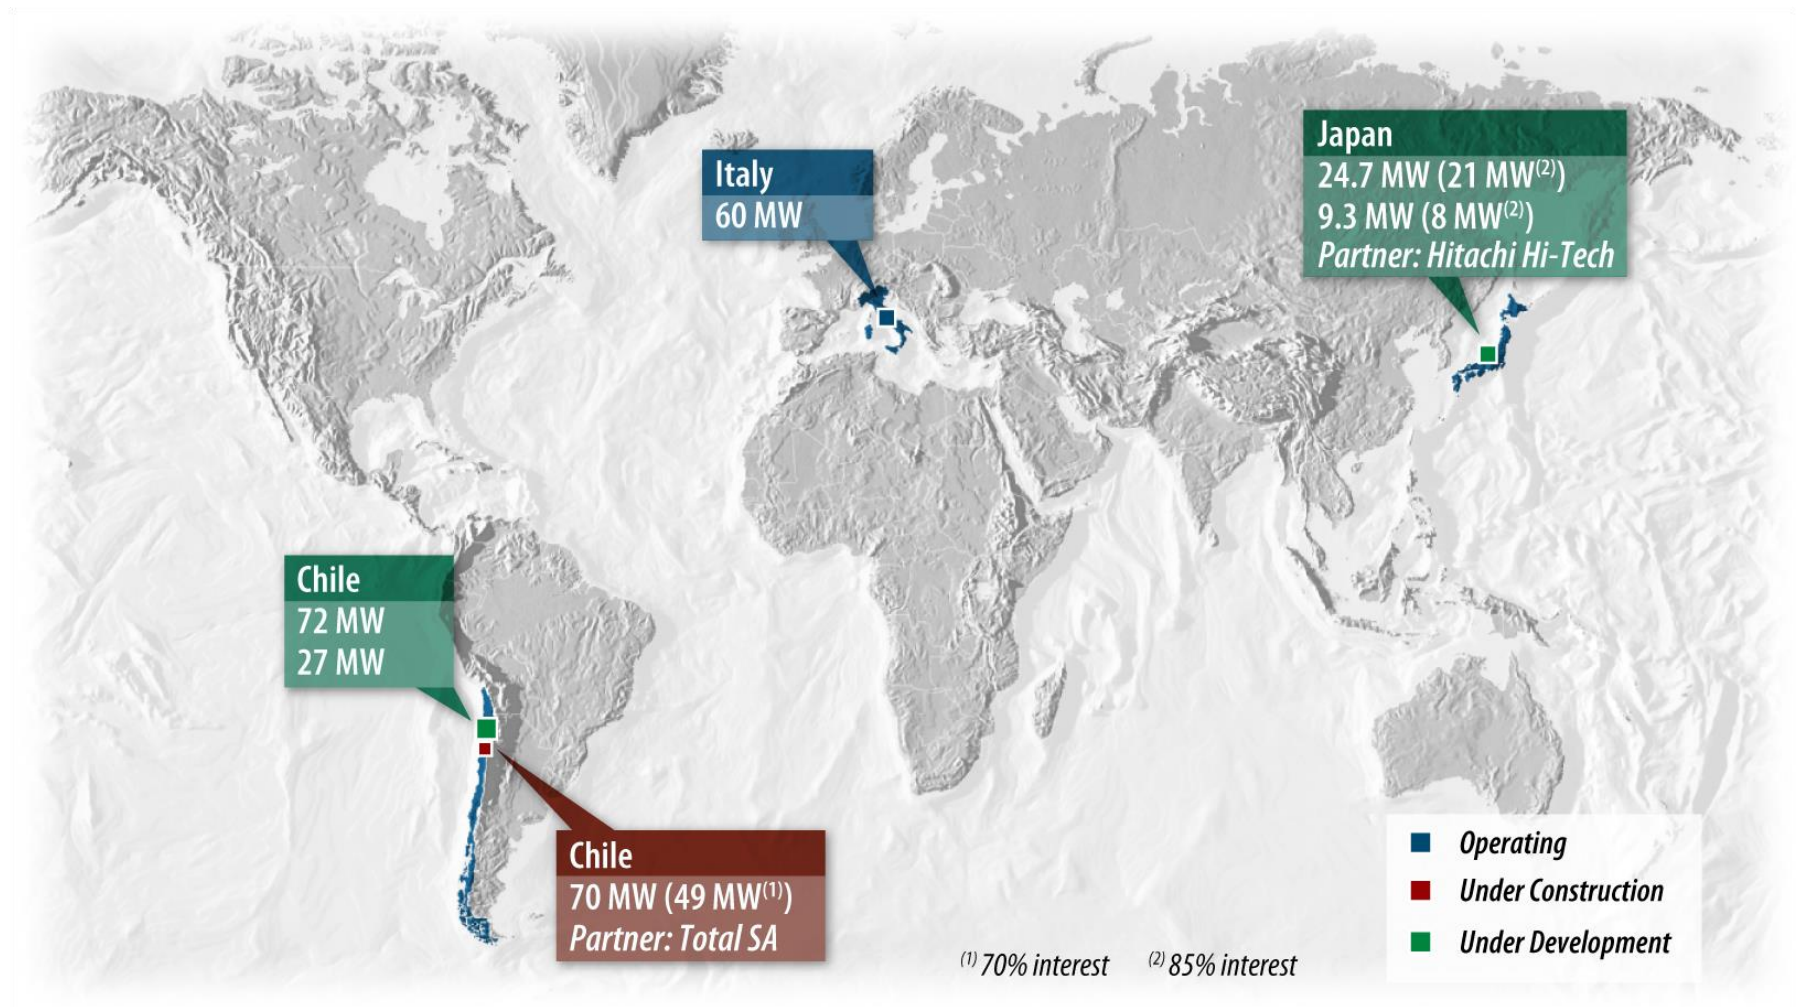 Italy
60 MW
Japan
24.7 MW (21 MW(2))
9.3 MW (8 MW(2))
Partner: Hitachi Hi-Tech
Chile
72 MW
27 MW
Chile
70 MW (49 MW(1))
Partner: Total SA
Operating
Under Construction
Under Development
(1) 70% interest (2) 85% interest